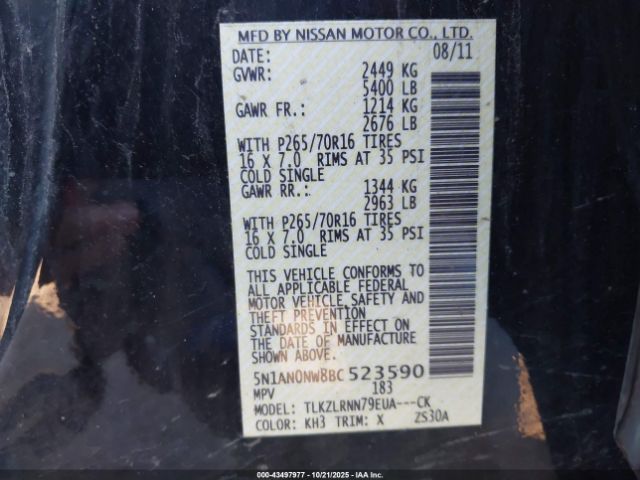 MFD BY NISSAN MOTOR CO., LTD.
DATE: 08/11
GVWR: 2449 KG
5400 LB
GAWR FR.: 1214 KG
2676 LB
WITH P265/70R16 TIRES
16 X 7.0 RIMS AT 35 PSI
COLD SINGLE
GAWR RR.: 1344 KG
2963 LB
WITH P265/70R16 TIRES
16 X 7.0 RIMS AT 35 PSI
COLD SINGLE
THIS VEHICLE CONFORMS TO
ALL APPLICABLE FEDERAL
MOTOR VEHICLE SAFETY AND
THEFT PREVENTION
STANDARDS IN EFFECT ON
THE DATE OF MANUFACTURE
SHOWN ABOVE.
5N1AN0NW8BC 523590
MPV 183
MODEL: TLKZLRNN79EUA---CK
COLOR: KH3 TRIM: X ZS30A
000-43497977 - 10/21/2025 - IAA Inc.